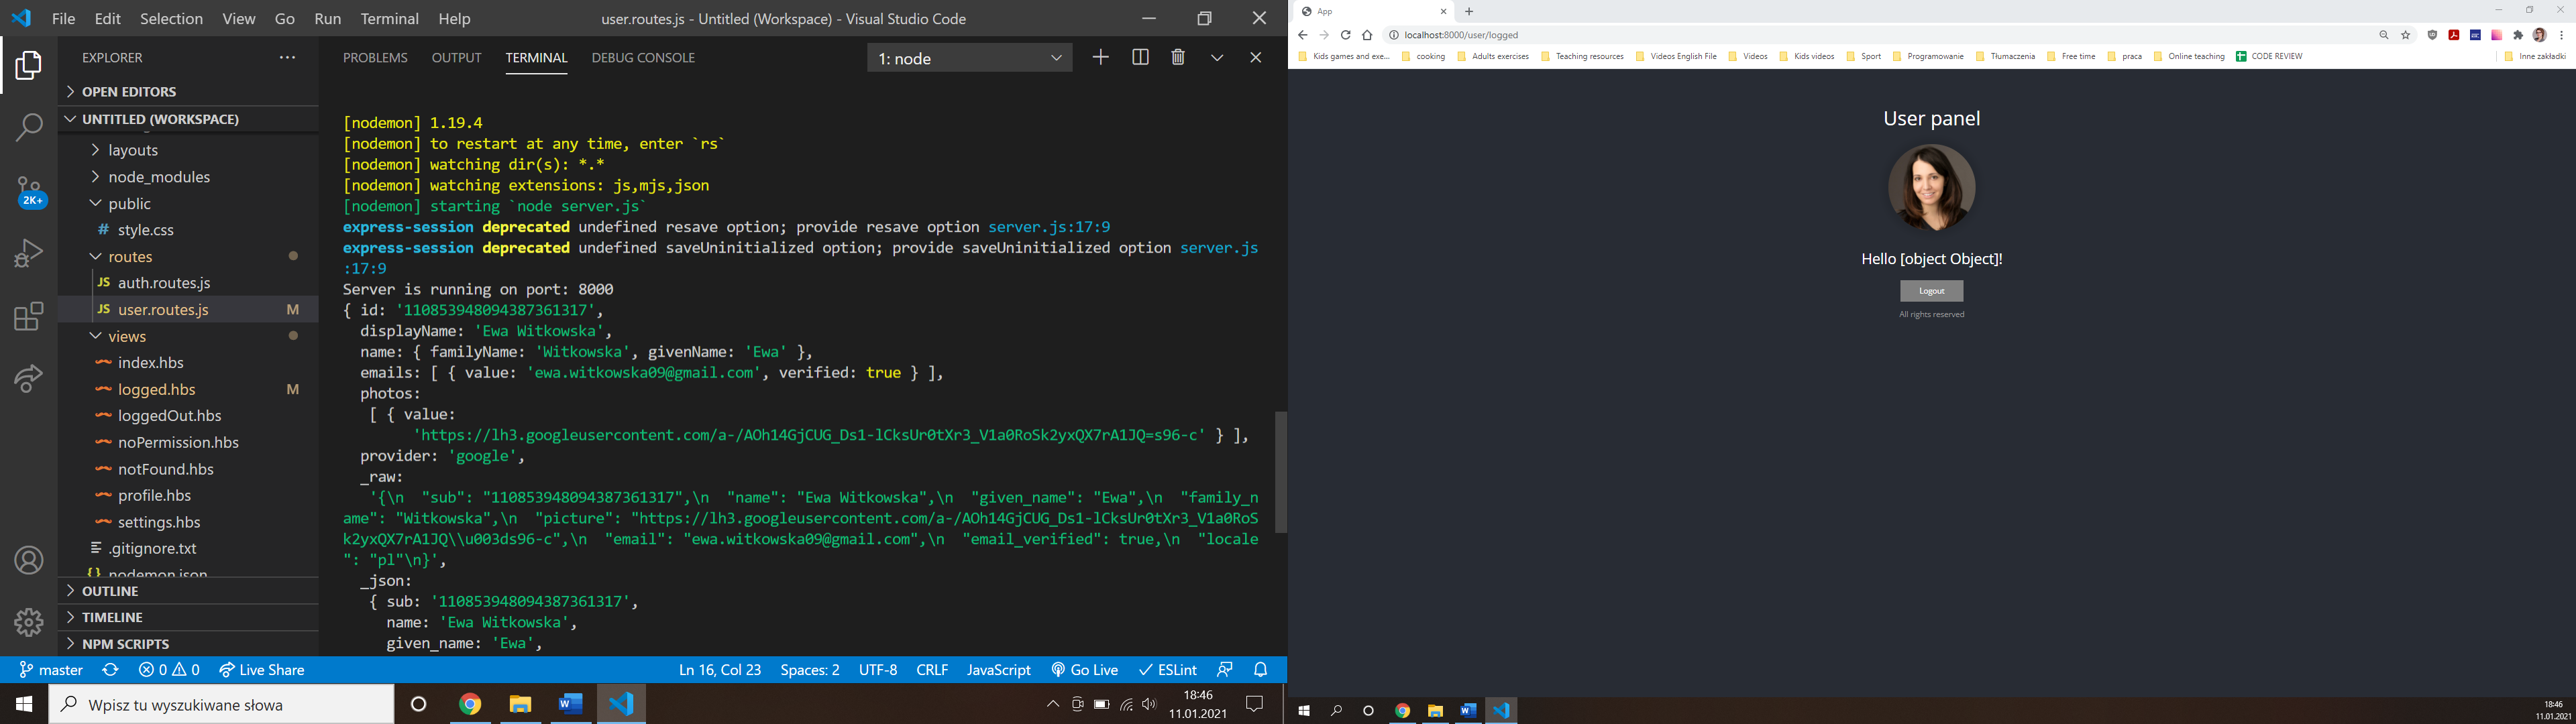 File Edit Selection View Go Run Terminal Help
user.routes.js - Untitled (Workspace) - Visual Studio Code
EXPLORER
OPEN EDITORS
UNTITLED (WORKSPACE)
layouts
node_modules
public
# style.css
routes
JS auth.routes.js
JS user.routes.js M
views
index.hbs
logged.hbs M
loggedOut.hbs
noPermission.hbs
notFound.hbs
profile.hbs
settings.hbs
.gitignore.txt
{} nodemon.json
OUTLINE
TIMELINE
NPM SCRIPTS
2K+
PROBLEMS OUTPUT TERMINAL DEBUG CONSOLE
1: node
[nodemon] 1.19.4
[nodemon] to restart at any time, enter `rs`
[nodemon] watching dir(s): *.*
[nodemon] watching extensions: js,mjs,json
[nodemon] starting `node server.js`
express-session deprecated undefined resave option; provide resave option server.js:17:9
express-session deprecated undefined saveUninitialized option; provide saveUninitialized option server.js
:17:9
Server is running on port: 8000
{ id: '110853948094387361317',
displayName: 'Ewa Witkowska',
name: { familyName: 'Witkowska', givenName: 'Ewa' },
emails: [ { value: 'ewa.witkowska09@gmail.com', verified: true } ],
photos:
[ { value:
'https://lh3.googleusercontent.com/a-/AOh14GjCUG_Ds1-lCksUr0tXr3_V1a0RoSk2yxQX7rA1JQ=s96-c' } ],
provider: 'google',
_raw:
'{\n  "sub": "110853948094387361317",\n  "name": "Ewa Witkowska",\n  "given_name": "Ewa",\n  "family_n
ame": "Witkowska",\n  "picture": "https://lh3.googleusercontent.com/a-/AOh14GjCUG_Ds1-lCksUr0tXr3_V1a0RoS
k2yxQX7rA1JQ\\u003ds96-c",\n  "email": "ewa.witkowska09@gmail.com",\n  "email_verified": true,\n  "locale
": "pl"\n}',
_json:
{ sub: '110853948094387361317',
name: 'Ewa Witkowska',
given_name: 'Ewa',
master 0 0 Live Share Ln 16, Col 23 Spaces: 2 UTF-8 CRLF JavaScript Go Live ESLint
Wpisz tu wyszukiwane słowa
18:46
11.01.2021
App
localhost:8000/user/logged
Kids games and exe... cooking Adults exercises Teaching resources Videos English File Videos Kids videos Sport Programowanie Tłumaczenia Free time praca Online teaching CODE REVIEW Inne zakładki
User panel
Hello [object Object]!
Logout
All rights reserved
18:46
11.01.2021